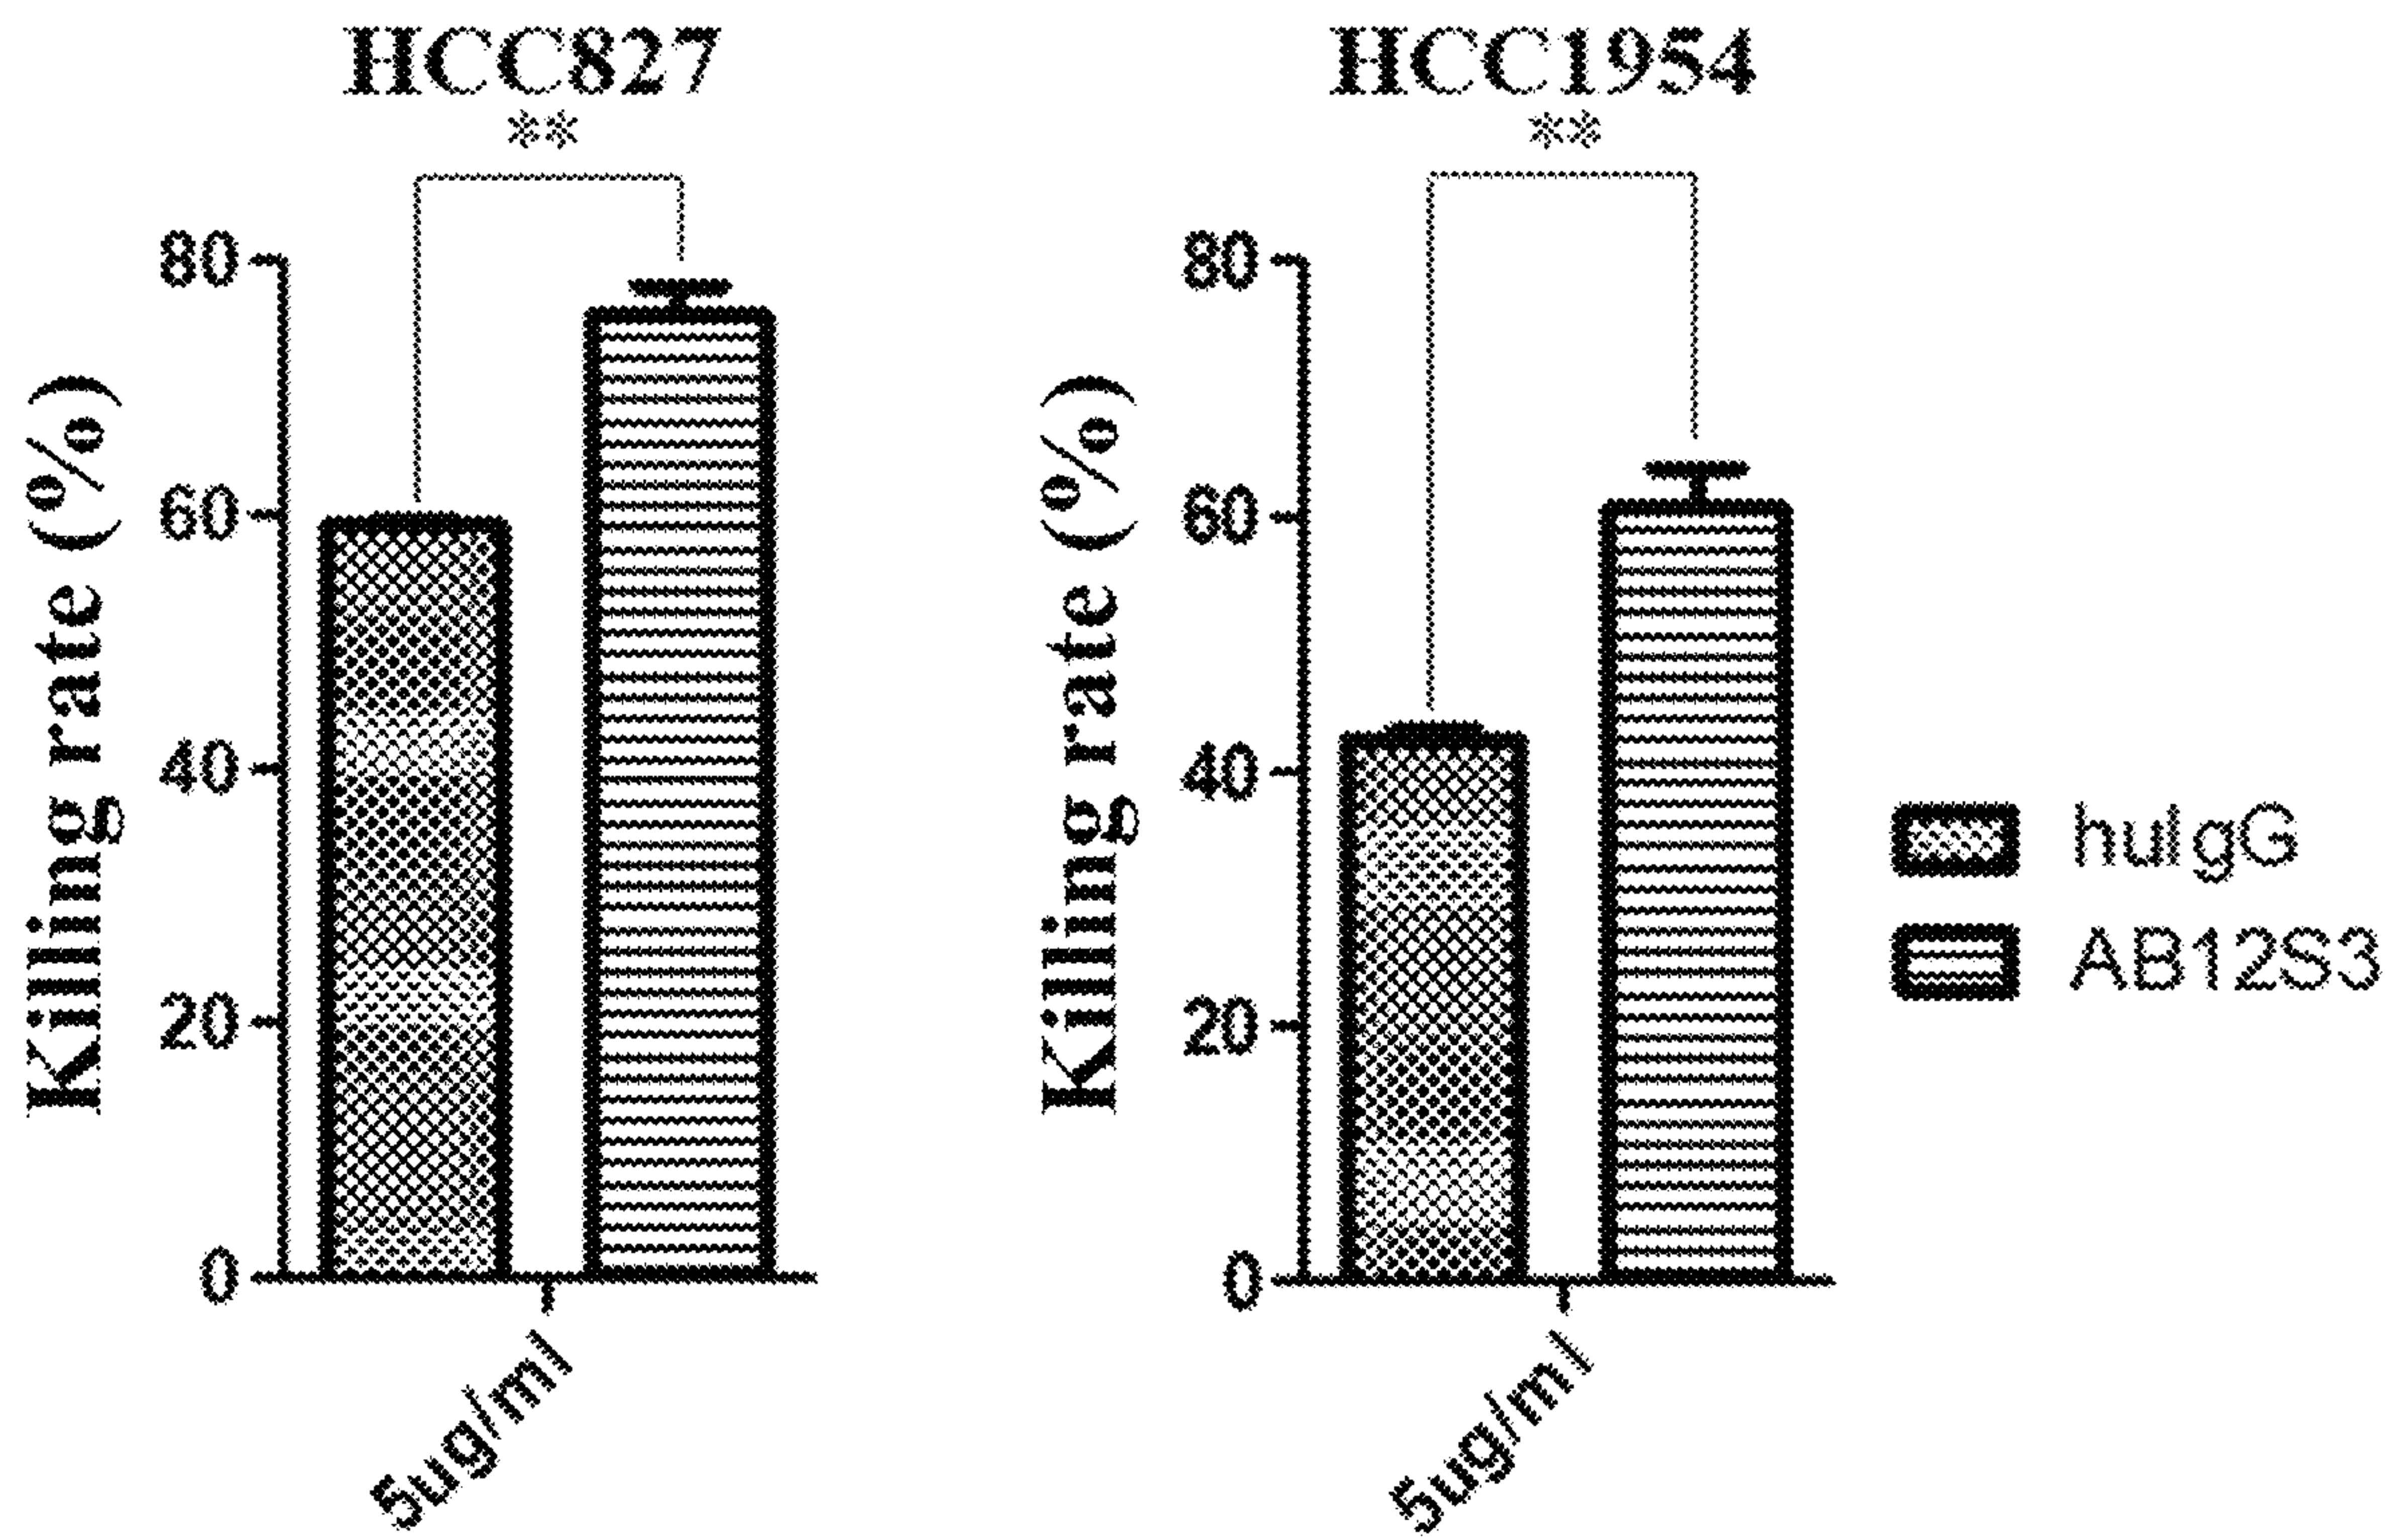 HCC827
**
Killing rate (%)
80
60
40
20
0
5ug/ml
HCC1954
**
Killing rate (%)
80
60
40
20
0
5ug/ml
huIgG
AB12S3